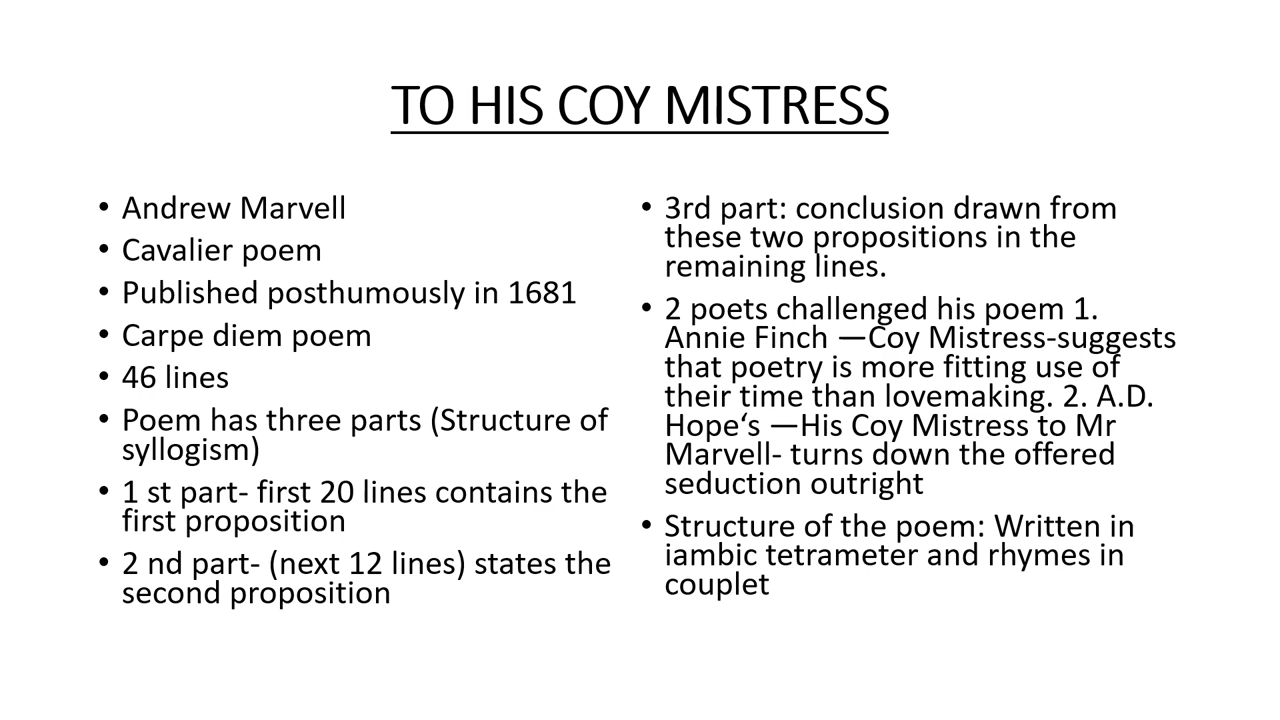 TO HIS COY MISTRESS
• Andrew Marvell
• Cavalier poem
• Published posthumously in 1681
• Carpe diem poem
• 46 lines
• Poem has three parts (Structure of
syllogism)
• 1 st part- first 20 lines contains the
first proposition
• 2 nd part- (next 12 lines) states the
second proposition
• 3rd part: conclusion drawn from
these two propositions in the
remaining lines.
• 2 poets challenged his poem 1.
Annie Finch —Coy Mistress-suggests
that poetry is more fitting use of
their time than lovemaking. 2. A.D.
Hope‘s —His Coy Mistress to Mr
Marvell- turns down the offered
seduction outright
• Structure of the poem: Written in
iambic tetrameter and rhymes in
couplet